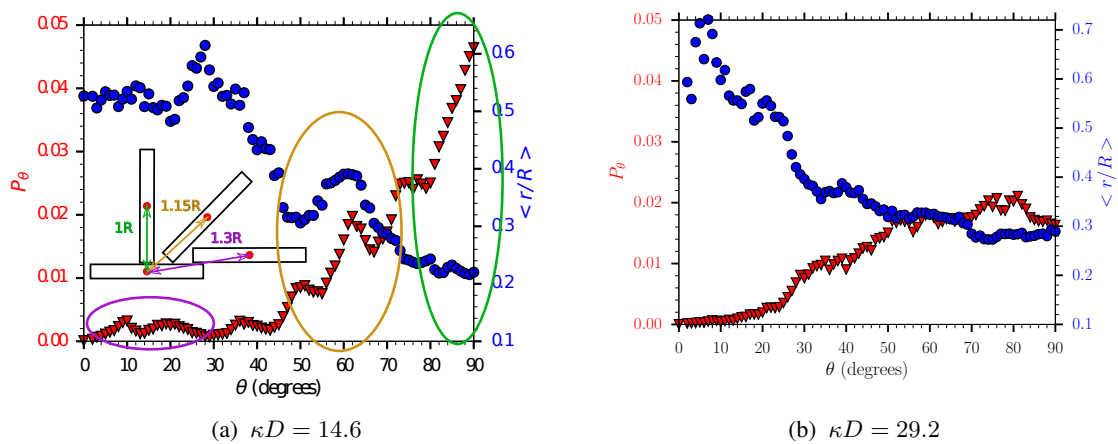 0.05
0.04
0.03
0.02
0.01
0.00
P_θ
0.6
0.5
0.4
0.3
0.2
0.1
< r/R >
1R
1.15R
1.3R
0 10 20 30 40 50 60 70 80 90
θ (degrees)
(a) κD = 14.6
0.05
0.04
0.03
0.02
0.01
0.00
P_θ
0.7
0.6
0.5
0.4
0.3
0.2
0.1
< r/R >
0 10 20 30 40 50 60 70 80 90
θ (degrees)
(b) κD = 29.2